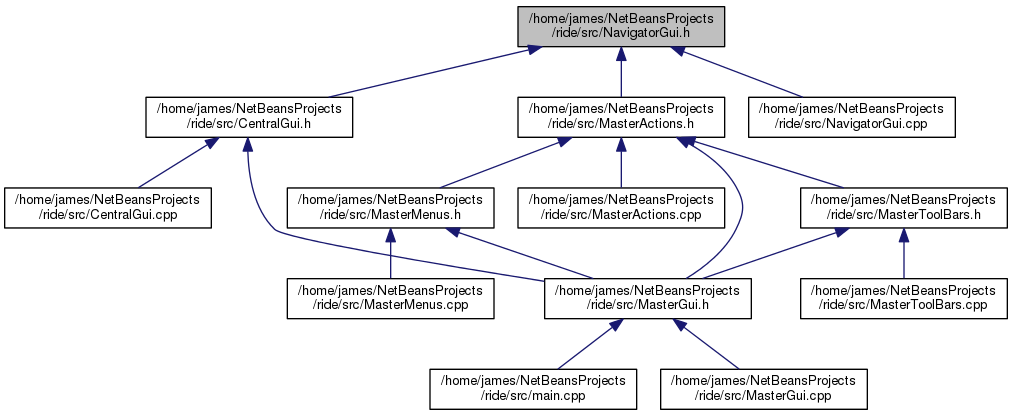 /home/james/NetBeansProjects
/ride/src/NavigatorGui.h
/home/james/NetBeansProjects
/ride/src/CentralGui.h
/home/james/NetBeansProjects
/ride/src/MasterActions.h
/home/james/NetBeansProjects
/ride/src/NavigatorGui.cpp
/home/james/NetBeansProjects
/ride/src/CentralGui.cpp
/home/james/NetBeansProjects
/ride/src/MasterMenus.h
/home/james/NetBeansProjects
/ride/src/MasterActions.cpp
/home/james/NetBeansProjects
/ride/src/MasterToolBars.h
/home/james/NetBeansProjects
/ride/src/MasterMenus.cpp
/home/james/NetBeansProjects
/ride/src/MasterGui.h
/home/james/NetBeansProjects
/ride/src/MasterToolBars.cpp
/home/james/NetBeansProjects
/ride/src/main.cpp
/home/james/NetBeansProjects
/ride/src/MasterGui.cpp